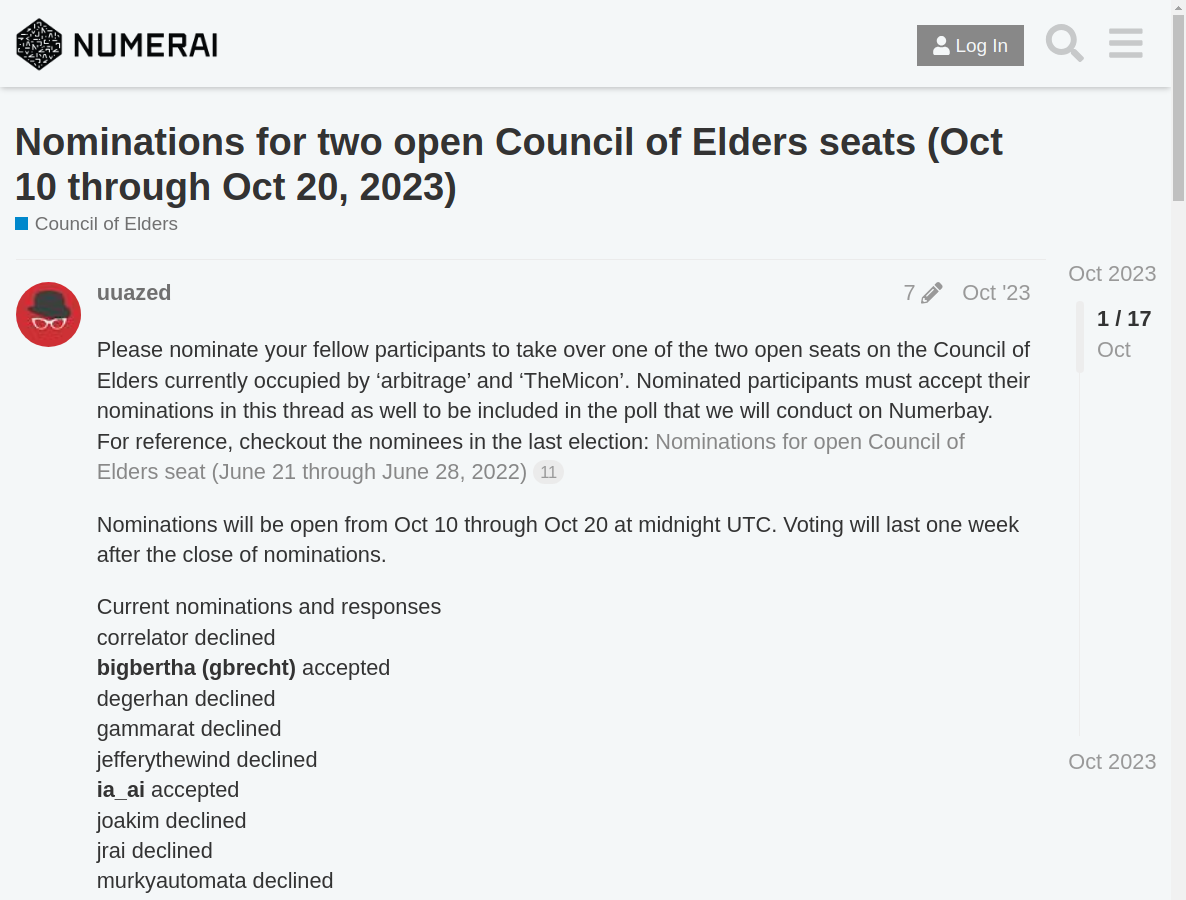 NUMERAI
Log In
Nominations for two open Council of Elders seats (Oct
10 through Oct 20, 2023)
Council of Elders
uuazed
7
Oct '23
Please nominate your fellow participants to take over one of the two open seats on the Council of
Elders currently occupied by ‘arbitrage’ and ‘TheMicon’. Nominated participants must accept their
nominations in this thread as well to be included in the poll that we will conduct on Numerbay.
For reference, checkout the nominees in the last election: Nominations for open Council of
Elders seat (June 21 through June 28, 2022) 11
Nominations will be open from Oct 10 through Oct 20 at midnight UTC. Voting will last one week
after the close of nominations.
Current nominations and responses
correlator declined
bigbertha (gbrecht) accepted
degerhan declined
gammarat declined
jefferythewind declined
ia_ai accepted
joakim declined
jrai declined
murkyautomata declined
Oct 2023
1 / 17
Oct
Oct 2023